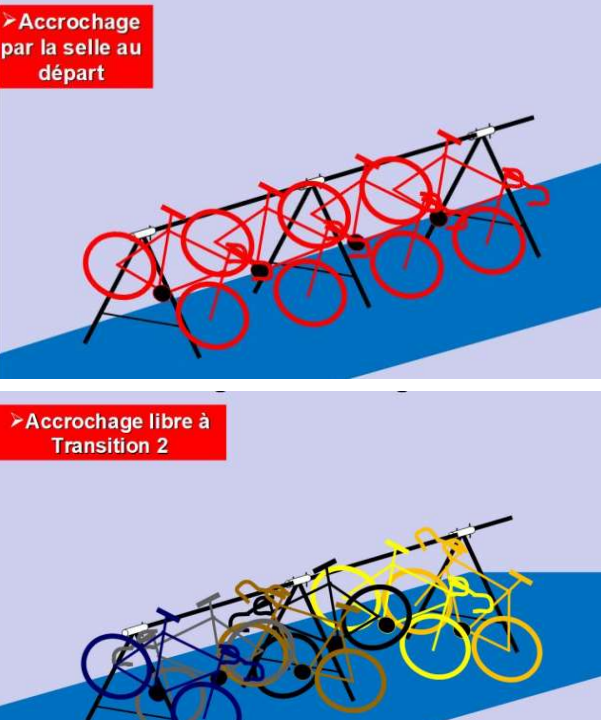 ➢Accrochage
par la selle au
départ
➢Accrochage libre à
Transition 2